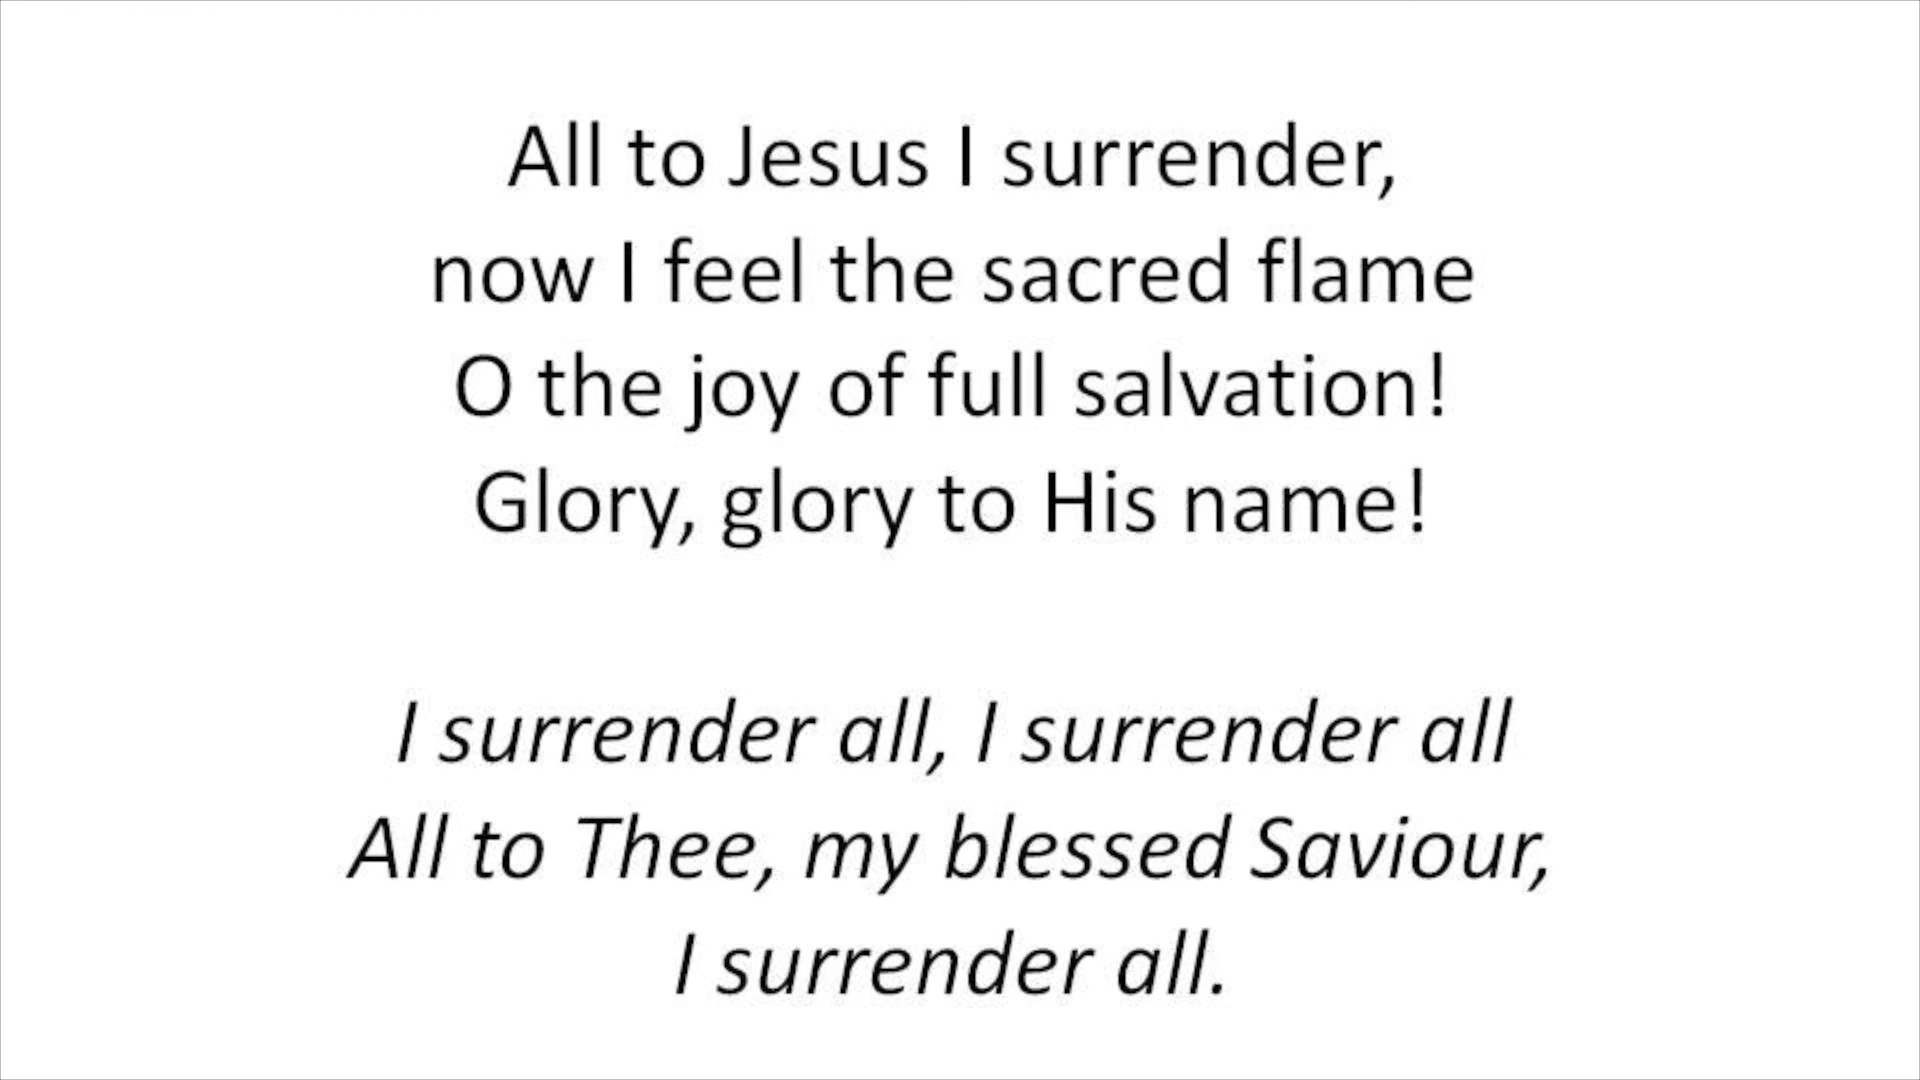 All to Jesus I surrender,
now I feel the sacred flame
O the joy of full salvation!
Glory, glory to His name!
I surrender all, I surrender all
All to Thee, my blessed Saviour,
I surrender all.